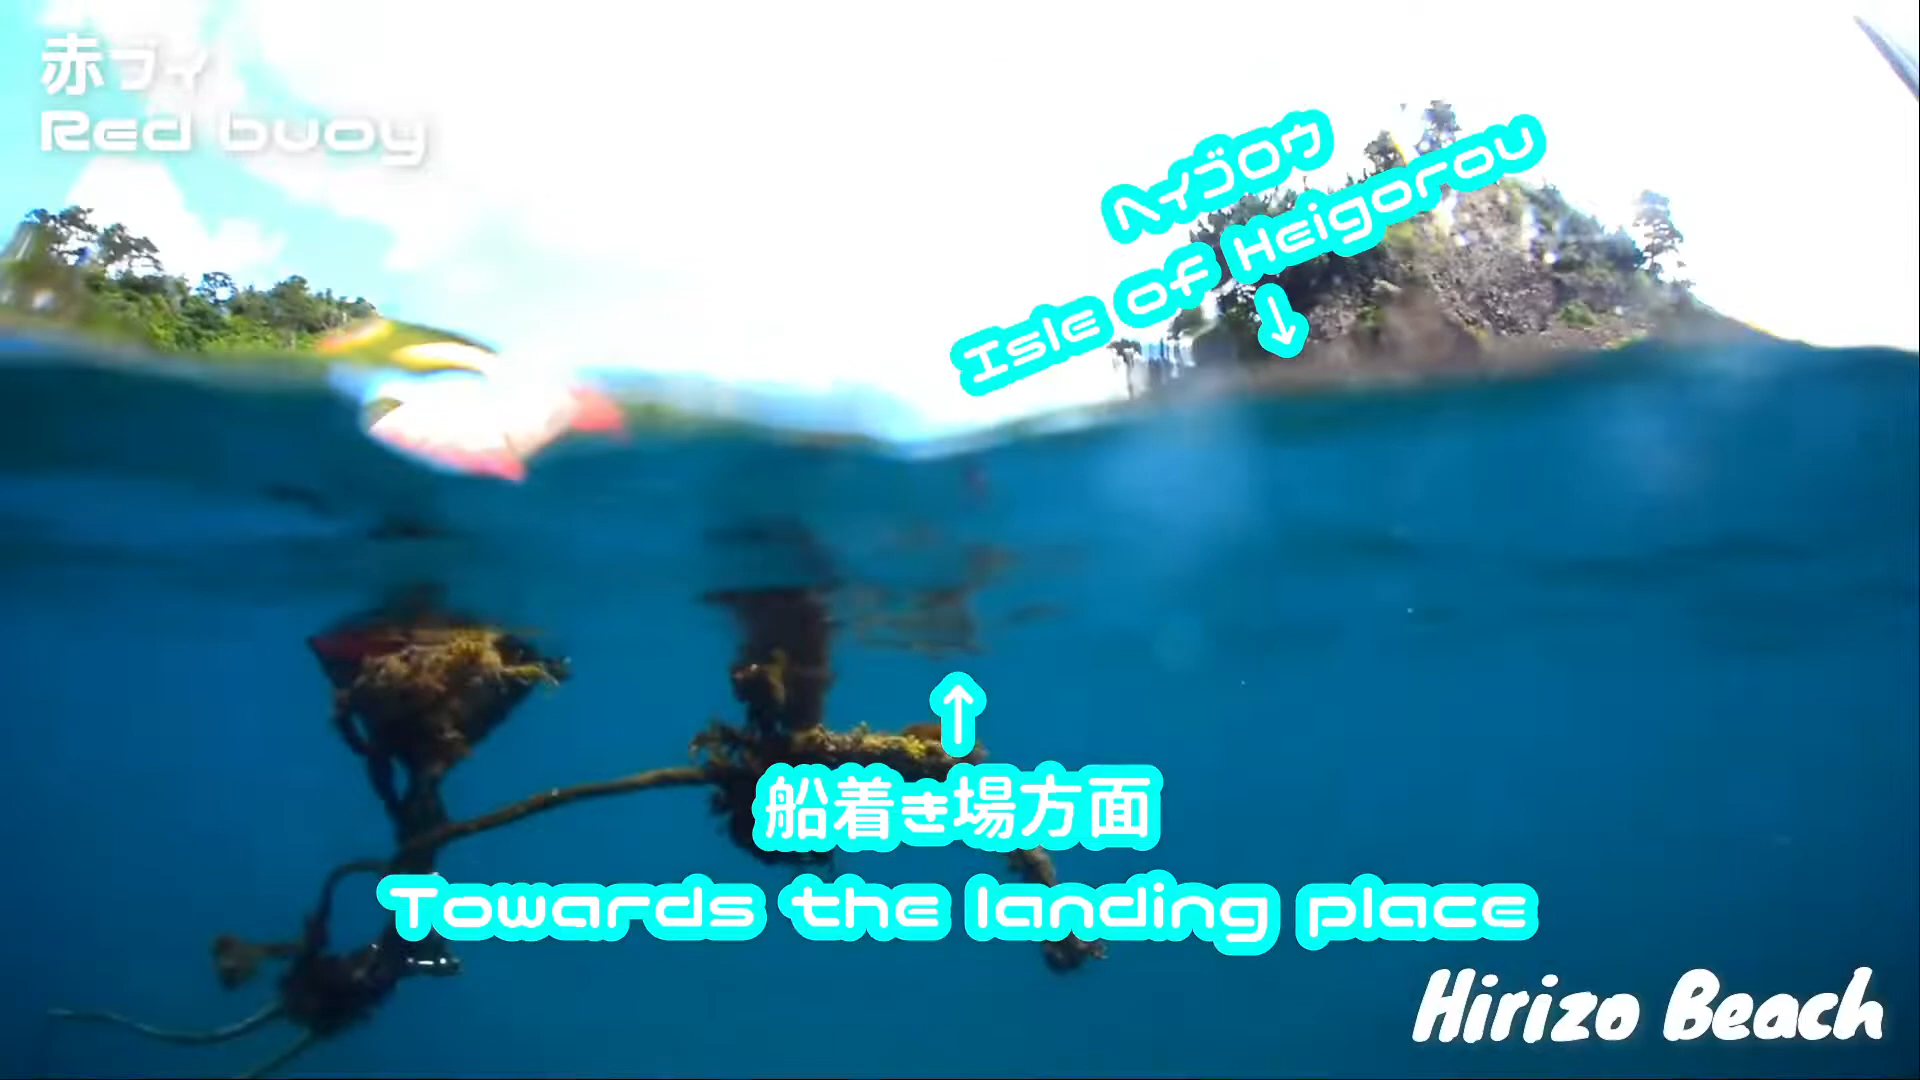 赤ブイ
Red buoy
ヘイゴロウ
Isle of Heigorou
↓
↑
船着き場方面
Towards the landing place
Hirizo Beach